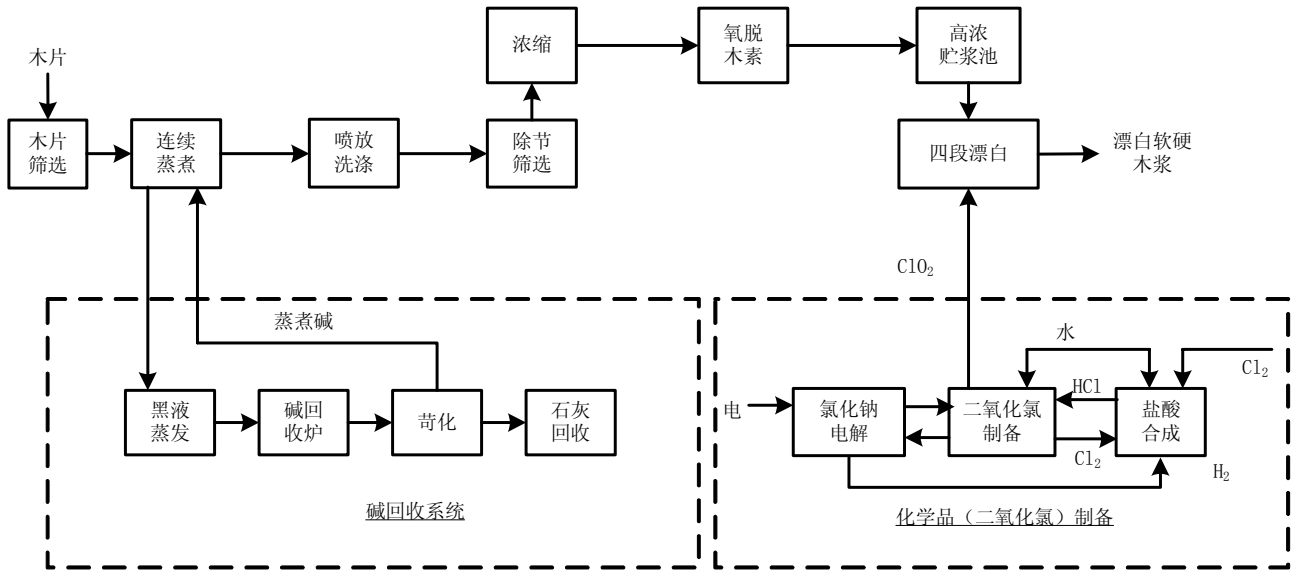 木片
木片
筛选
连续
蒸煮
喷放
洗涤
除节
筛选
浓缩
氧脱
木素
高浓
贮浆池
四段漂白
漂白软硬
木浆
ClO₂
蒸煮碱
黑液
蒸发
碱回
收炉
苛化
石灰
回收
碱回收系统
水
Cl₂
电
氯化钠
电解
二氧化氯
制备
HCl
盐酸
合成
Cl₂
H₂
化学品（二氧化氯）制备